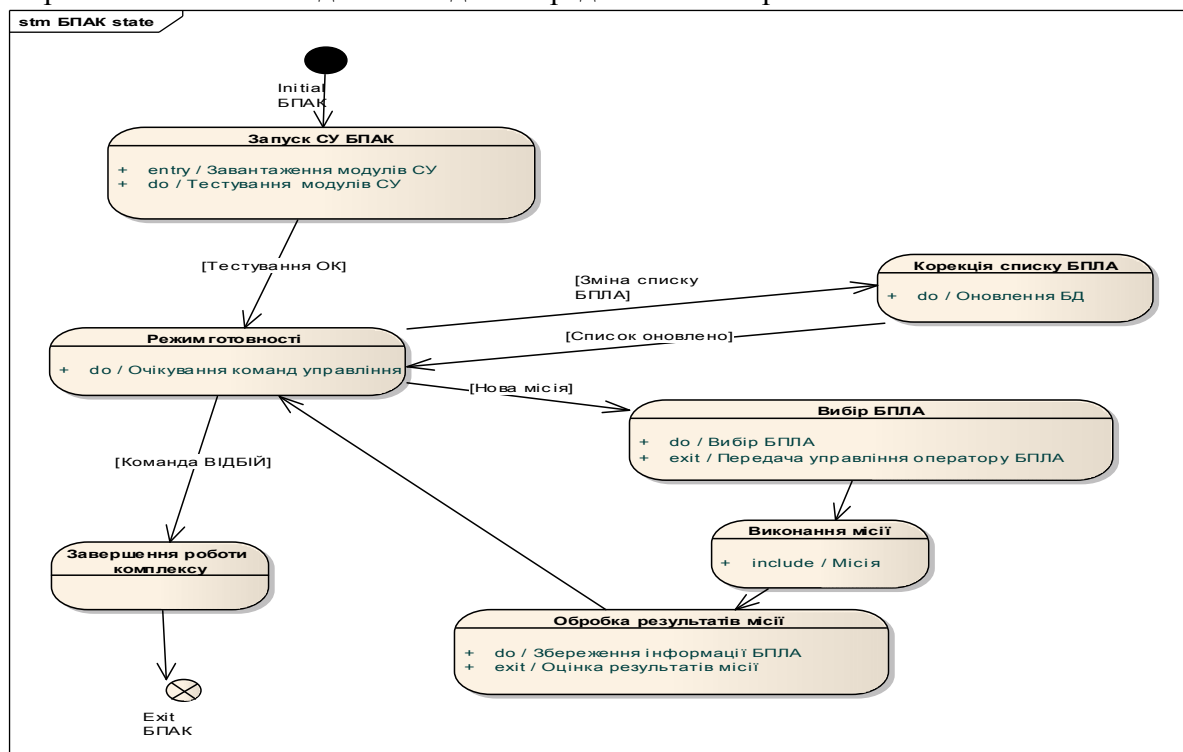 stm БПАК state
Initial
БПАК
Запуск СУ БПАК
+ entry / Завантаження модулів СУ
+ do / Тестування модулів СУ
[Тестування ОК]
[Зміна списку
БПЛА]
Корекція списку БПЛА
+ do / Оновлення БД
[Список оновлено]
Режим готовності
+ do / Очікування команд управління
[Нова місія]
Вибір БПЛА
+ do / Вибір БПЛА
+ exit / Передача управління оператору БПЛА
[Команда ВІДБІЙ]
Виконання місії
+ include / Місія
Завершення роботи
комплексу
Обробка результатів місії
+ do / Збереження інформації БПЛА
+ exit / Оцінка результатів місії
Exit
БПАК